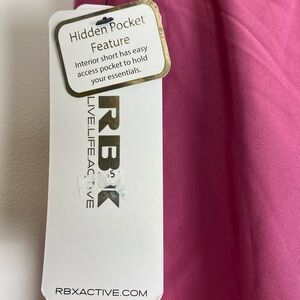 Hidden Pocket
Feature
Interior short has easy
access pocket to hold
your essentials.
RBX
LIVE.LIFE.ACTIVE
RBXACTIVE.COM